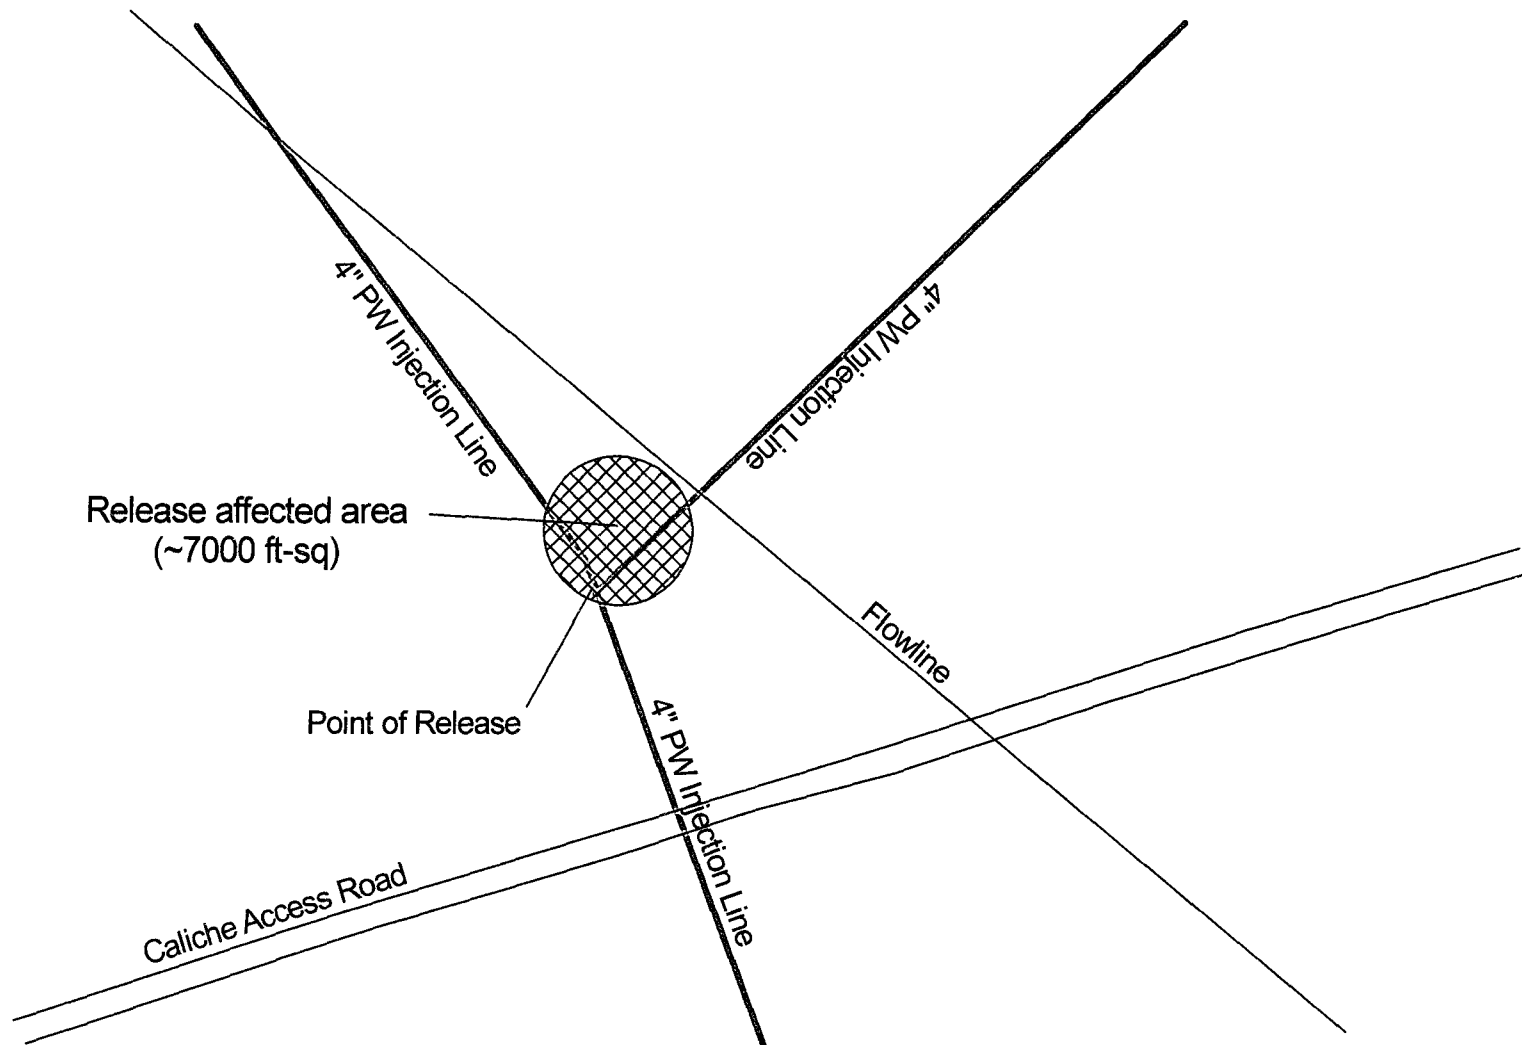 4" PW Injection Line
4" PW Injection Line
Release affected area
(~7000 ft-sq)
Flowline
Point of Release
4" PW Injection Line
Caliche Access Road